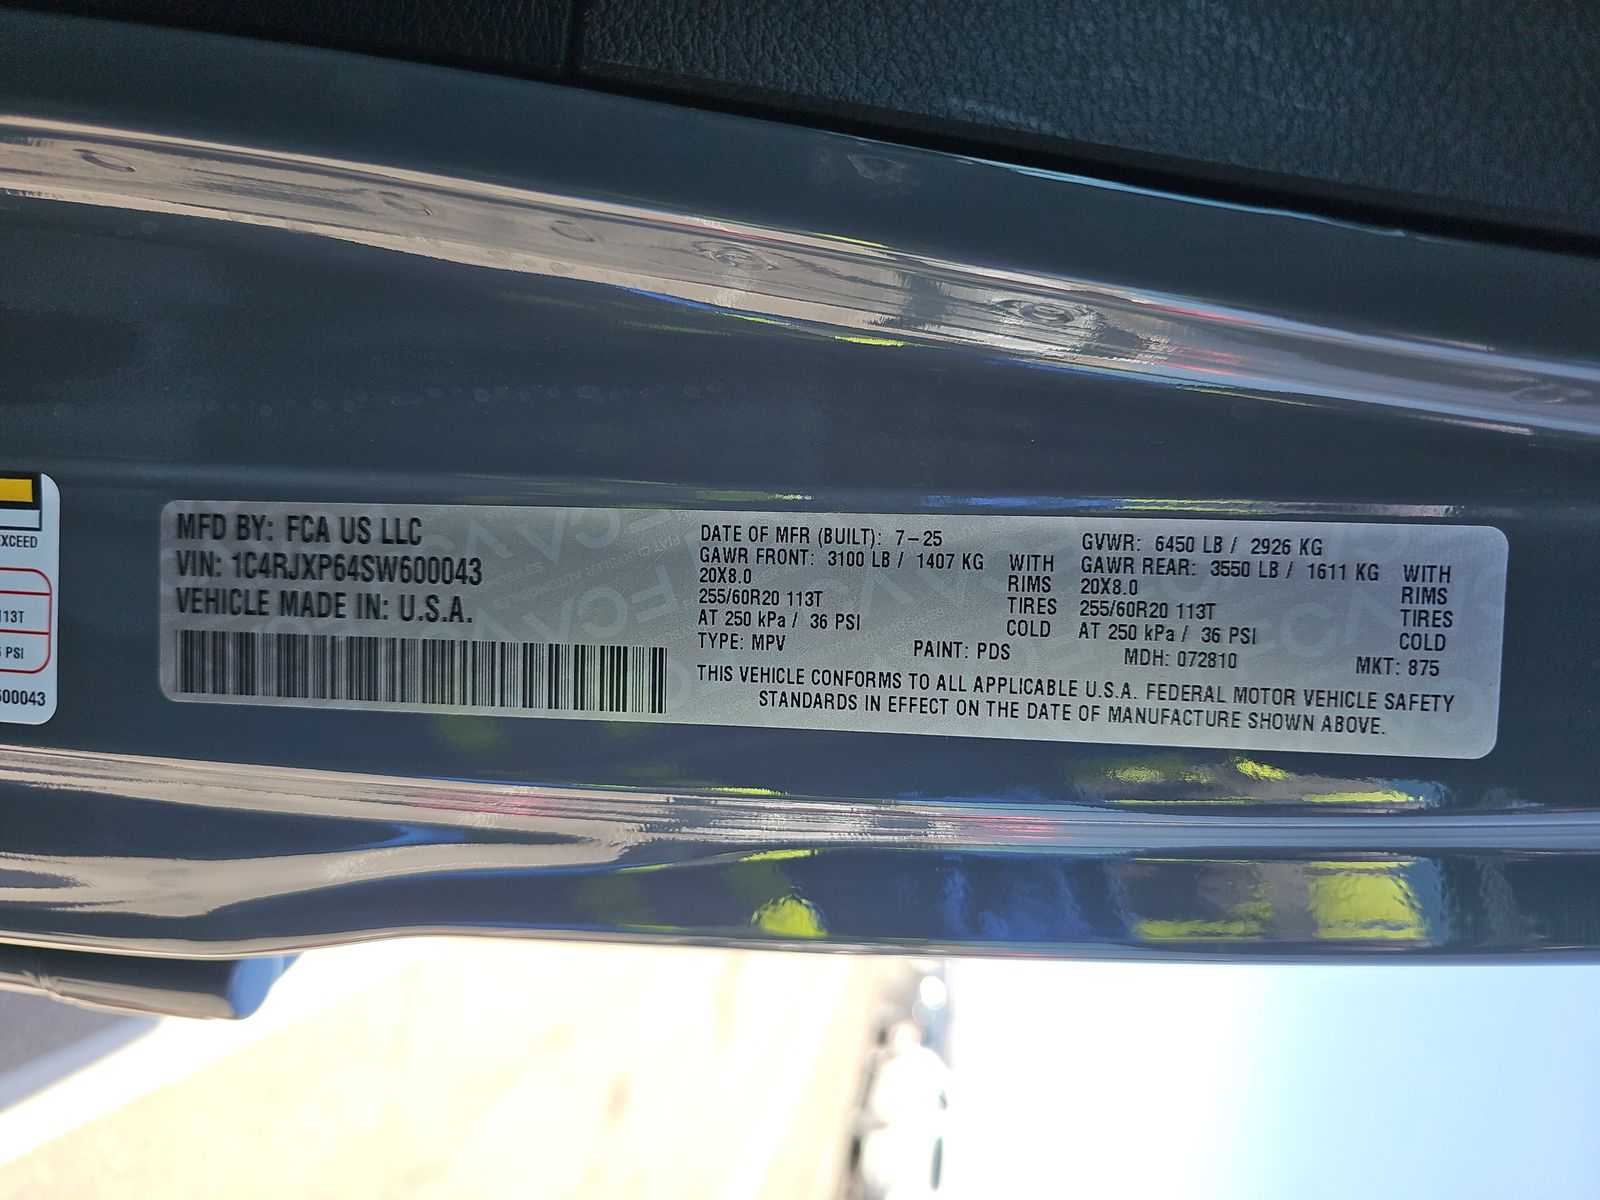 EXCEED
113T
PSI
600043
MFD BY: FCA US LLC
VIN: 1C4RJXP64SW600043
VEHICLE MADE IN: U.S.A.
DATE OF MFR (BUILT): 7-25
GAWR FRONT: 3100 LB / 1407 KG WITH
20X8.0 RIMS
255/60R20 113T TIRES
AT 250 kPa / 36 PSI COLD
TYPE: MPV PAINT: PDS
GVWR: 6450 LB / 2926 KG
GAWR REAR: 3550 LB / 1611 KG WITH
20X8.0 RIMS
255/60R20 113T TIRES
AT 250 kPa / 36 PSI COLD
MDH: 072810 MKT: 875
THIS VEHICLE CONFORMS TO ALL APPLICABLE U.S.A. FEDERAL MOTOR VEHICLE SAFETY
STANDARDS IN EFFECT ON THE DATE OF MANUFACTURE SHOWN ABOVE.